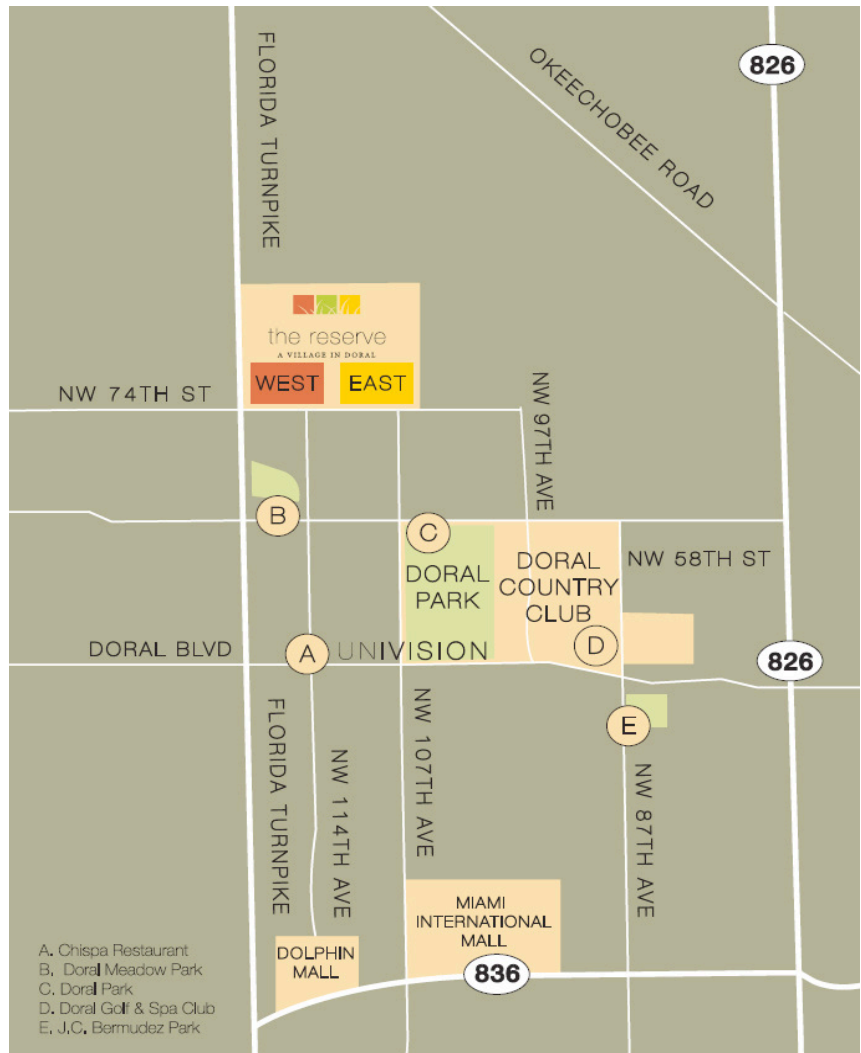 826
OKEECHOBEE ROAD
FLORIDA TURNPIKE
the reserve
A VILLAGE IN DORAL
WEST
EAST
NW 74TH ST
NW 97TH AVE
B
C
DORAL
PARK
DORAL
COUNTRY
CLUB
NW 58TH ST
DORAL BLVD
A
UNIVISION
D
826
FLORIDA TURNPIKE
NW 114TH AVE
NW 107TH AVE
E
NW 87TH AVE
MIAMI
INTERNATIONAL
MALL
DOLPHIN
MALL
836
A. Chispa Restaurant
B. Doral Meadow Park
C. Doral Park
D. Doral Golf & Spa Club
E. J.C. Bermudez Park